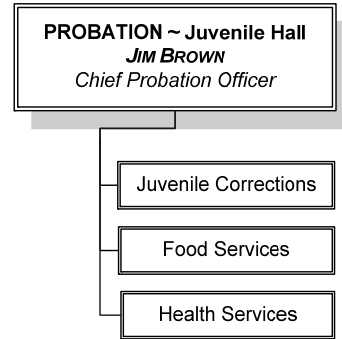 PROBATION ~ Juvenile Hall
JIM BROWN
Chief Probation Officer
Juvenile Corrections
Food Services
Health Services